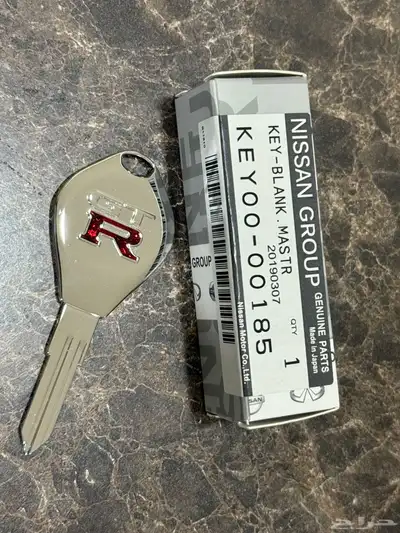 GT
R
NISSAN GROUP
GENUINE PARTS
Made in Japan
KEY-BLANK.MASTR
20190307
QTY
1
KEY00-00185
Nissan Motor Co.,Ltd.
GROUP
حراج